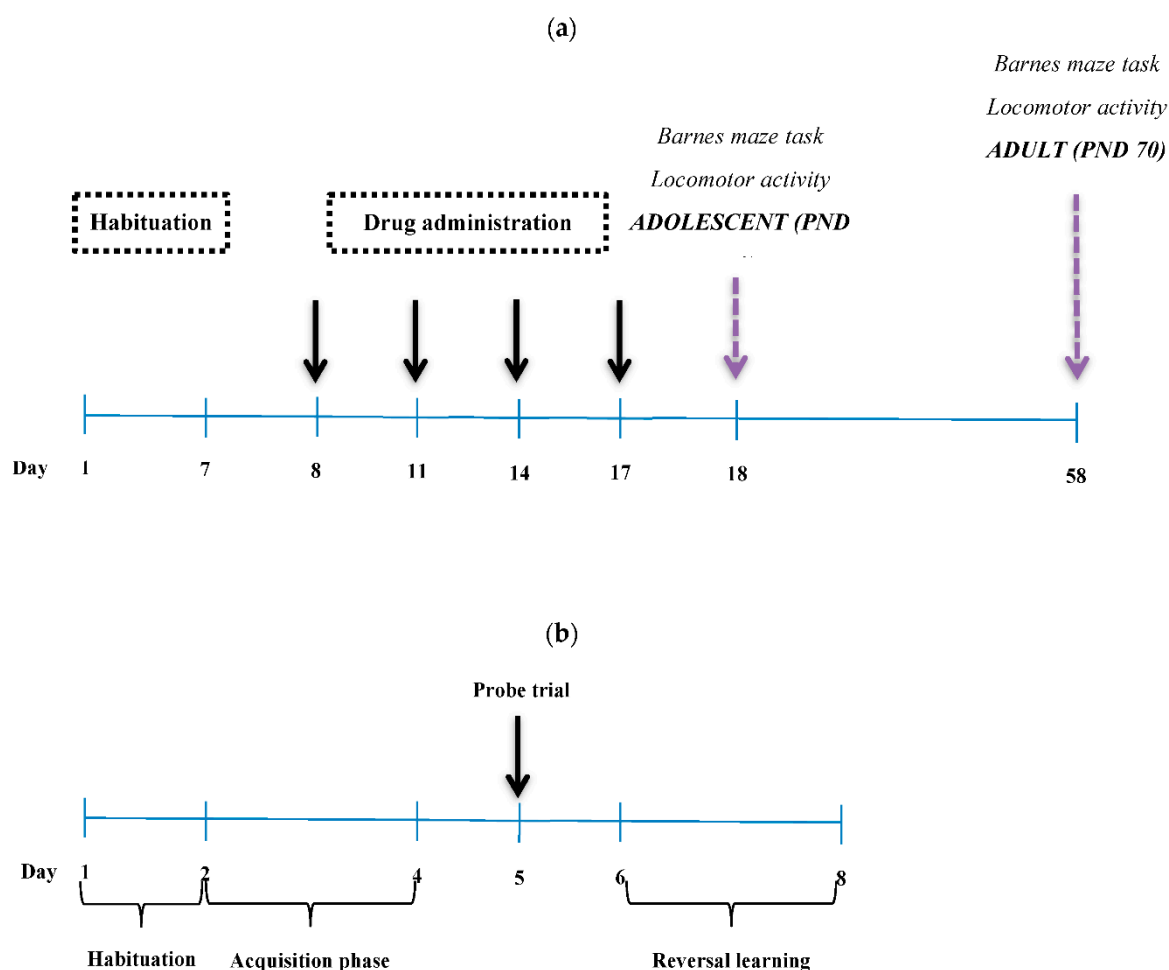 (a)
Barnes maze task
Locomotor activity
ADULT (PND 70)
Barnes maze task
Locomotor activity
ADOLESCENT (PND
Habituation
Drug administration
Day 1 7 8 11 14 17 18 58
(b)
Probe trial
Day 1 2 4 5 6 8
Habituation Acquisition phase Reversal learning